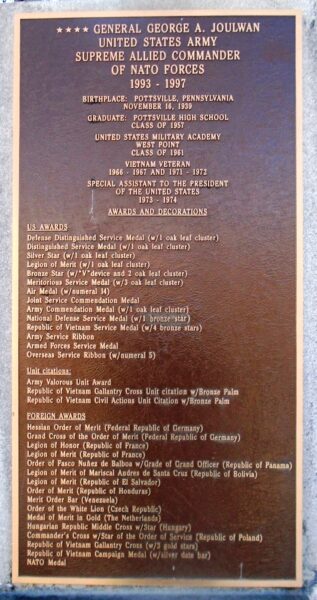 ★★★★ GENERAL GEORGE A. JOULWAN
UNITED STATES ARMY
SUPREME ALLIED COMMANDER
OF NATO FORCES
1993 - 1997
BIRTHPLACE: POTTSVILLE, PENNSYLVANIA
NOVEMBER 16, 1939
GRADUATE: POTTSVILLE HIGH SCHOOL
CLASS OF 1957
UNITED STATES MILITARY ACADEMY
WEST POINT
CLASS OF 1961
VIETNAM VETERAN
1966 - 1967 AND 1971 - 1972
SPECIAL ASSISTANT TO THE PRESIDENT
OF THE UNITED STATES
1973 - 1974
AWARDS AND DECORATIONS
US AWARDS
Defense Distinguished Service Medal (w/1 oak leaf cluster)
Distinguished Service Medal (w/1 oak leaf cluster)
Silver Star (w/1 oak leaf cluster)
Legion of Merit (w/1 oak leaf cluster)
Bronze Star (w/"V"device and 2 oak leaf cluster)
Meritorious Service Medal (w/3 oak leaf cluster)
Air Medal (w/numeral 14)
Joint Service Commendation Medal
Army Commendation Medal (w/1 oak leaf cluster)
National Defense Service Medal (w/1 bronze star)
Republic of Vietnam Service Medal (w/4 bronze stars)
Army Service Ribbon
Armed Forces Service Medal
Overseas Service Ribbon (w/numeral 5)
Unit citations:
Army Valorous Unit Award
Republic of Vietnam Gallantry Cross Unit citation w/Bronze Palm
Republic of Vietnam Civil Actions Unit Citation w/Bronze Palm
FOREIGN AWARDS
Hessian Order of Merit (Federal Republic of Germany)
Grand Cross of the Order of Merit (Federal Republic of Germany)
Legion of Honor (Republic of France)
Legion of Merit (Republic of France)
Order of Pasco Nuñes de Balboa w/Grade of Grand Officer (Republic of Panama)
Legion of Merit of Mariscal Andres de Santa Cruz (Republic of Bolivia)
Legion of Merit (Republic of El Salvador)
Order of Merit (Republic of Honduras)
Merit Order Bar (Venezuela)
Order of the White Lion (Czech Republic)
Medal of Merit in Gold (The Netherlands)
Hungarian Republic Middle Cross w/Star (Hungary)
Commander's Cross w/Star of the Order of Service (Republic of Poland)
Republic of Vietnam Gallantry Cross (w/3 gold stars)
Republic of Vietnam Campaign Medal (w/silver date bar)
NATO Medal